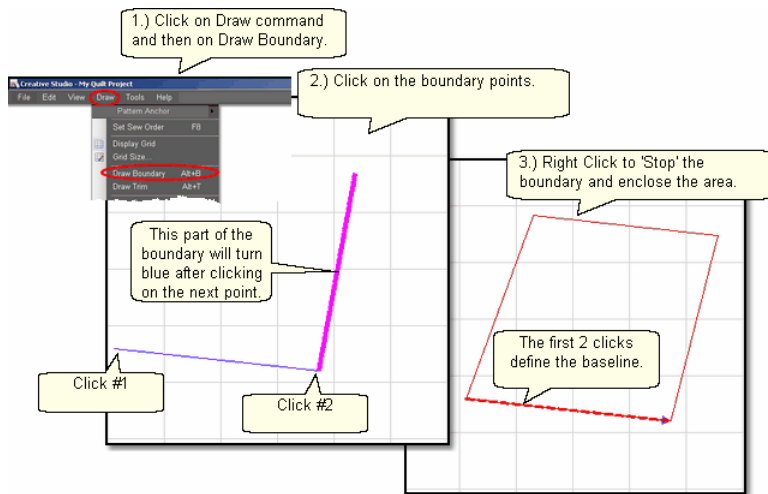 1.) Click on Draw command
and then on Draw Boundary.
Creative Studio - My Quilt Project
File Edit View Draw Tools Help
Pattern Anchor
Set Sew Order F8
Display Grid
Grid Size...
Draw Boundary Alt+B
Draw Trim Alt+T
2.) Click on the boundary points.
3.) Right Click to 'Stop' the
boundary and enclose the area.
This part of the
boundary will turn
blue after clicking
on the next point.
The first 2 clicks
define the baseline.
Click #1
Click #2